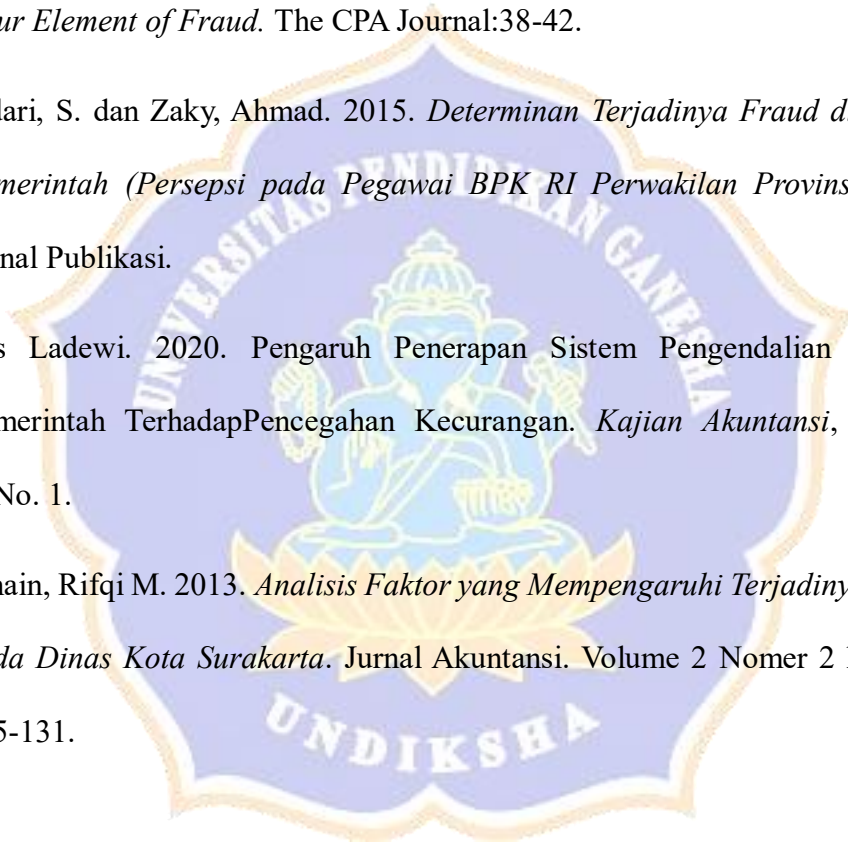 ur Element of Fraud. The CPA Journal:38-42.
dari, S. dan Zaky, Ahmad. 2015. Determinan Terjadinya Fraud d
merintah (Persepsi pada Pegawai BPK RI Perwakilan Provins
nal Publikasi.
s Ladewi. 2020. Pengaruh Penerapan Sistem Pengendalian
merintah TerhadapPencegahan Kecurangan. Kajian Akuntansi,
No. 1.
nain, Rifqi M. 2013. Analisis Faktor yang Mempengaruhi Terjadiny
da Dinas Kota Surakarta. Jurnal Akuntansi. Volume 2 Nomer 2
5-131.
UNIVERSITAS PENDIDIKAN GANESHA
UNDIKSHA